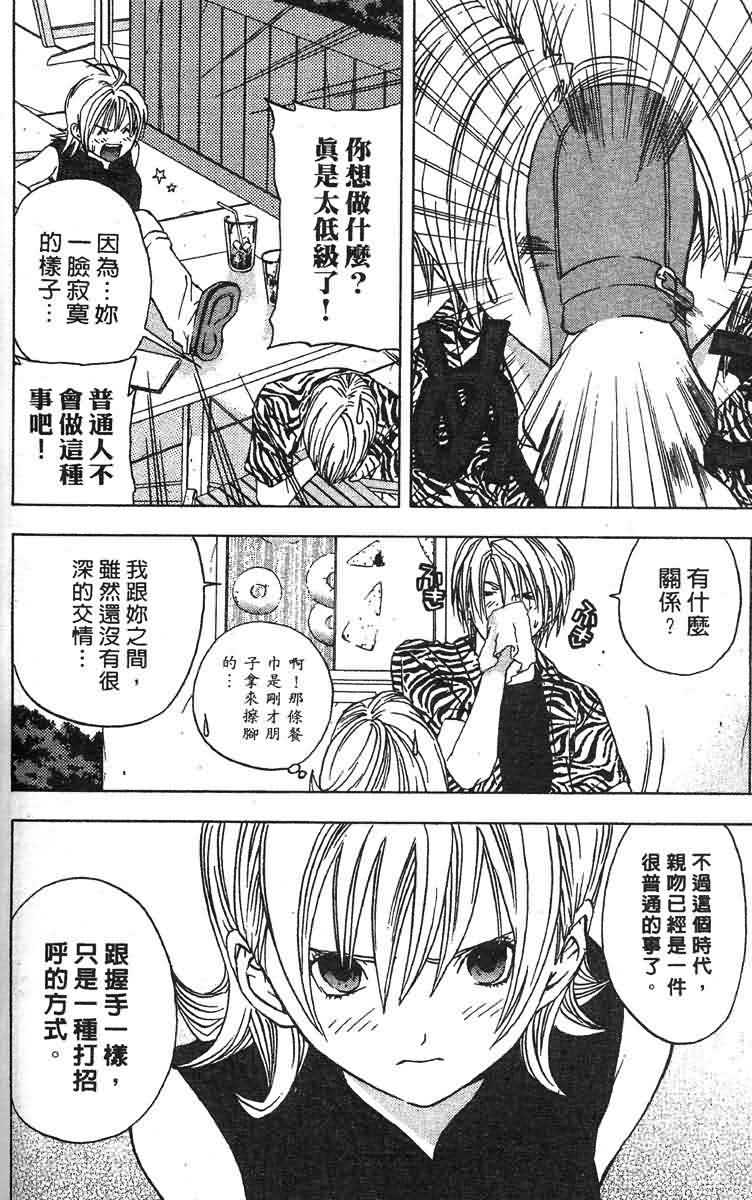 你想做什麼？
真是太低級了！
因為…妳
一臉寂寞
的樣子…
普通人不
會做這種
事吧！
有什麼
關係？
ふき
ふき
啊！那條餐
巾是剛才朋
子拿來擦腳
的…
我跟妳之間，
雖然還沒有很
深的交情…
不過這個時代，
親吻已經是一件
很普通的事了。
跟握手一樣，
只是一種打招
呼的方式。